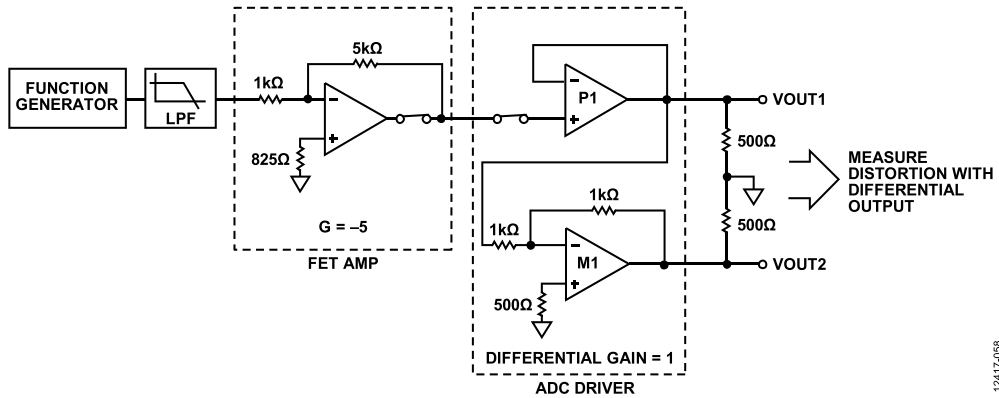 FUNCTION
GENERATOR
LPF
1kΩ
5kΩ
–
+
825Ω
G = –5
FET AMP
–
P1
+
1kΩ
1kΩ
–
M1
+
500Ω
DIFFERENTIAL GAIN = 1
ADC DRIVER
VOUT1
500Ω
500Ω
VOUT2
MEASURE
DISTORTION WITH
DIFFERENTIAL
OUTPUT
12417-058